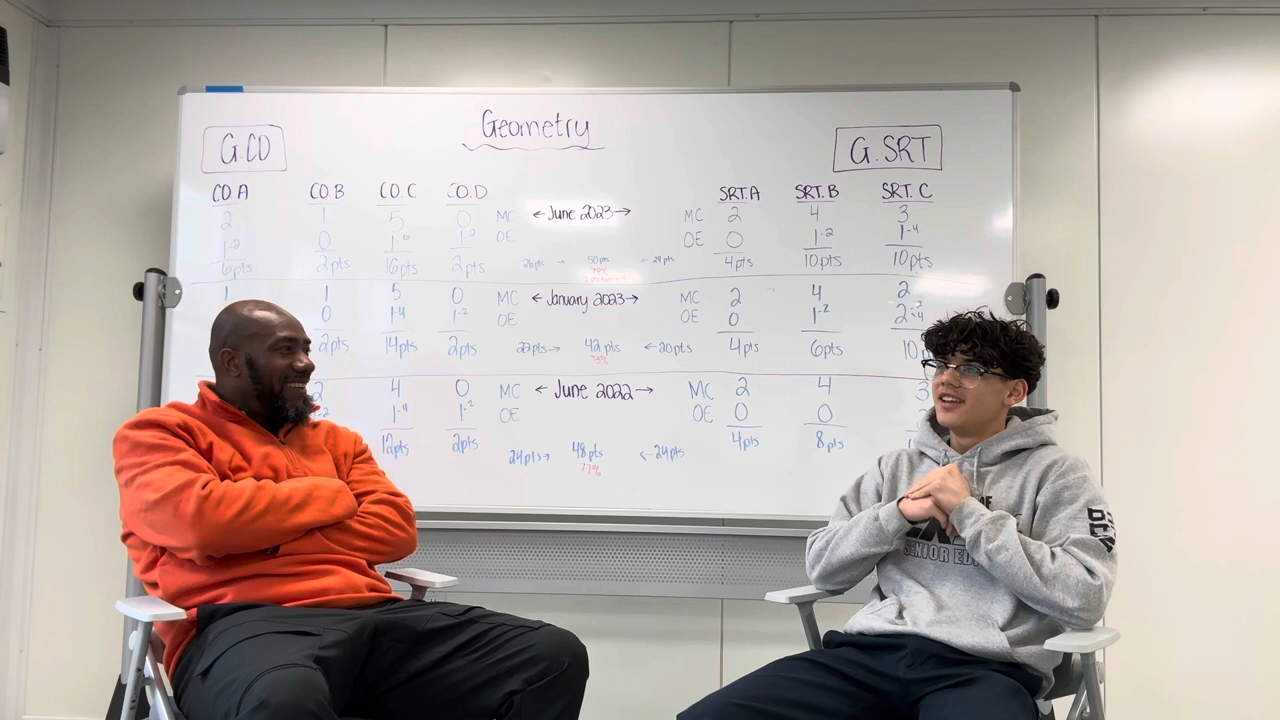 Geometry
G.CO G.SRT
CO.A CO.B CO.C CO.D SRT.A SRT.B SRT.C
2 1 5 0 MC ← June 2023 → MC 2 4 3
1-2 0 1-6 1-2 OE OE 0 1-2 1-4
6pts 2pts 16pts 2pts 26pts → 50pts ← 24pts 4pts 10pts 10pts
1 1 5 0 MC ← January 2023 → MC 2 4 2
0 1-4 1-2 OE OE 0 1-2 2
2pts 14pts 2pts 22pts → 42pts ← 20pts 4pts 6pts 10
73%
2 4 0 MC ← June 2022 → MC 2 4 3
1-4 1-2 OE OE 0 0
12pts 2pts 24pts → 48pts ← 24pts 4pts 8pts
77%
SENIOR